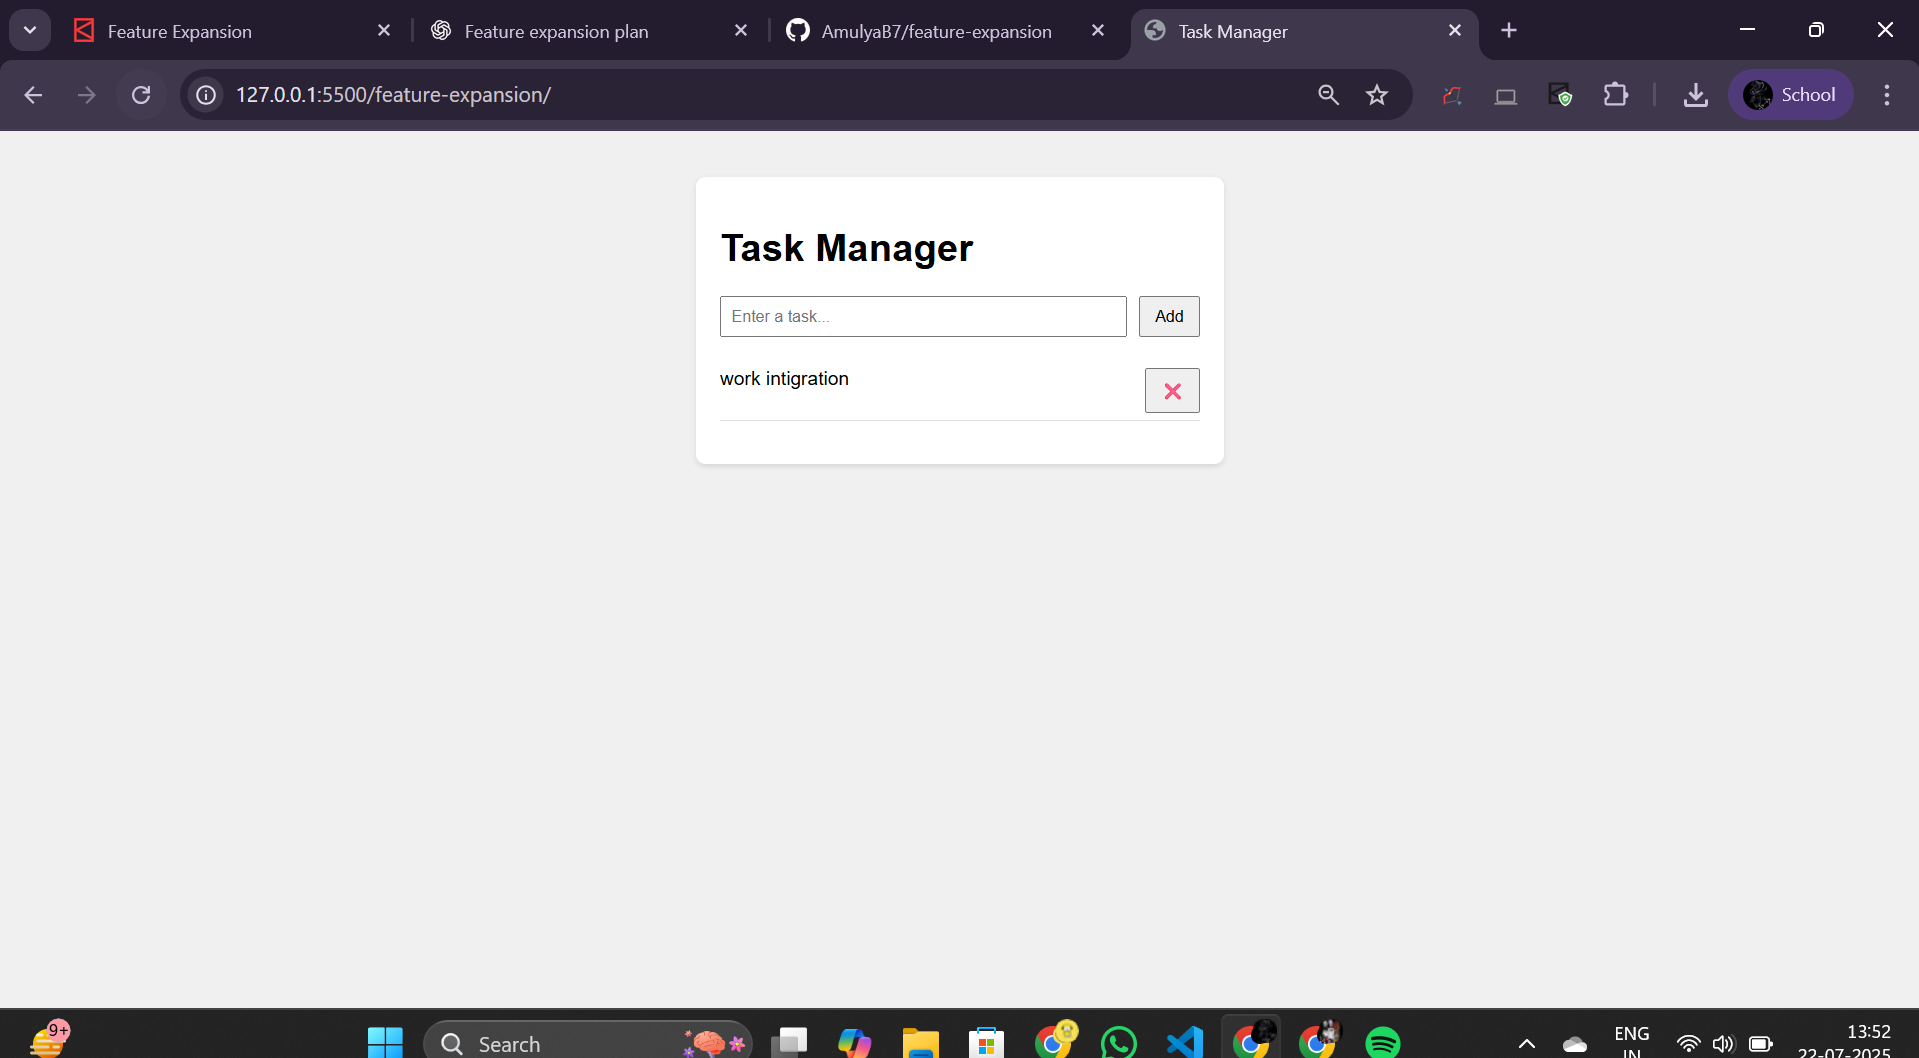 Feature Expansion
Feature expansion plan
AmulyaB7/feature-expansion
Task Manager
127.0.0.1:5500/feature-expansion/
School
Task Manager
Enter a task...
Add
work intigration
9+
Search
ENG
IN
13:52
22-07-2025